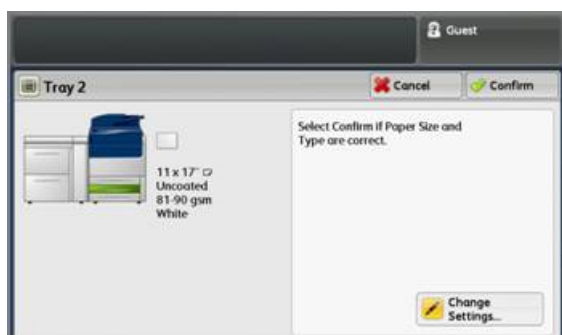 Guest
Tray 2
Cancel
Confirm
11 x 17"
Uncoated
81-90 gsm
White
Select Confirm if Paper Size and
Type are correct.
Change
Settings...